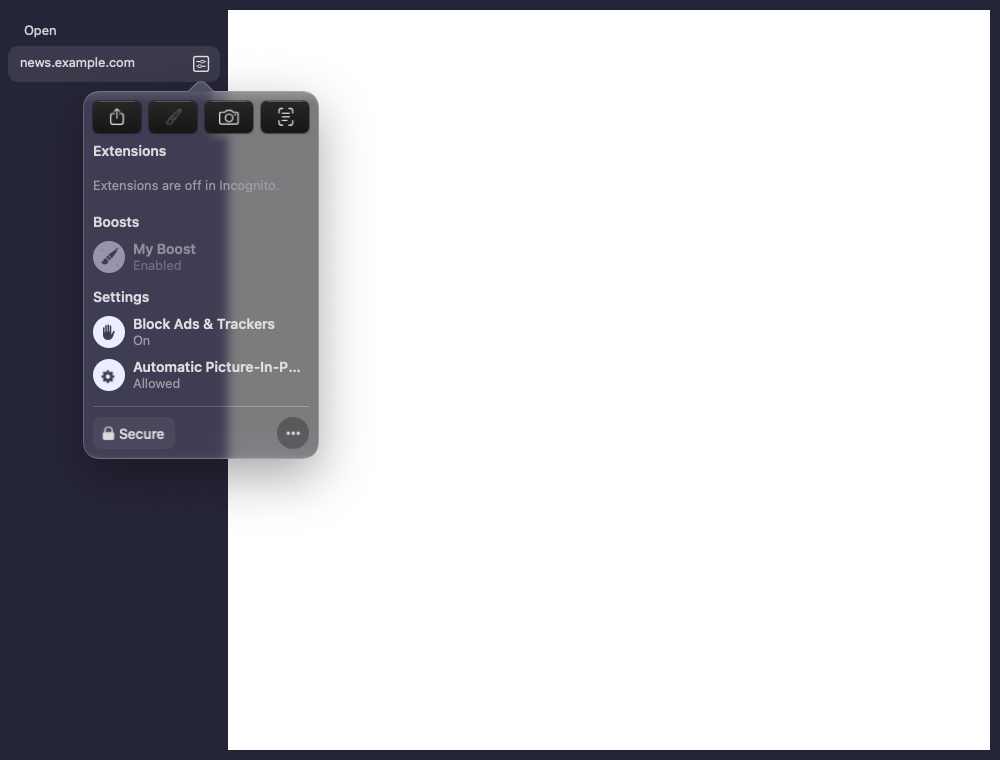 Open
news.example.com
Extensions
Extensions are off in Incognito.
Boosts
My Boost
Enabled
Settings
Block Ads & Trackers
On
Automatic Picture-In-P...
Allowed
Secure